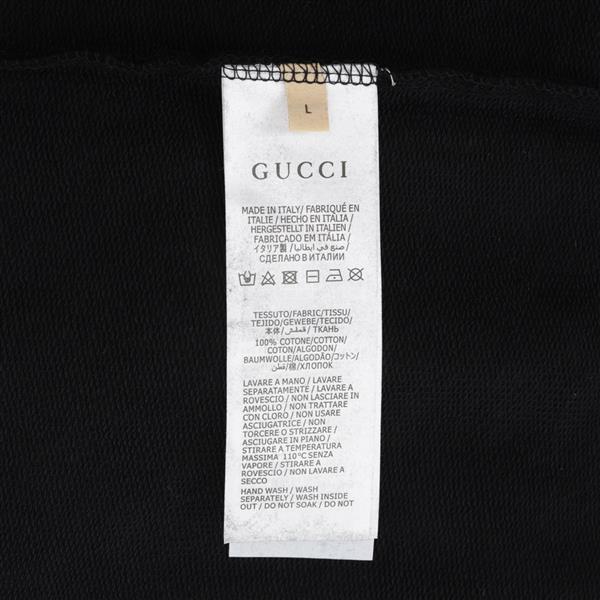 L
GUCCI
MADE IN ITALY/ FABRIQUÉ EN
ITALIE / HECHO EN ITALIA /
HERGESTELLT IN ITALIEN /
FABRICADO EM ITÁLIA /
イタリア製 / صنع في ايطاليا /
СДЕЛАНО В ИТАЛИИ
TESSUTO/FABRIC/TISSU/
TEJIDO/GEWEBE/TECIDO/
本体/ قماش / ТКАНЬ
100% COTONE/COTTON/
COTON/ALGODON/
BAUMWOLLE/ALGODÃO/コットン/
قطن/棉/ХЛОПОК
LAVARE A MANO / LAVARE
SEPARATAMENTE / LAVARE A
ROVESCIO / NON LASCIARE IN
AMMOLLO / NON TRATTARE
CON CLORO / NON USARE
ASCIUGATRICE / NON
TORCERE O STRIZZARE /
ASCIUGARE IN PIANO /
STIRARE A TEMPERATURA
MASSIMA 110°C SENZA
VAPORE / STIRARE A
ROVESCIO / NON LAVARE A
SECCO
HAND WASH / WASH
SEPARATELY / WASH INSIDE
OUT / DO NOT SOAK / DO NOT